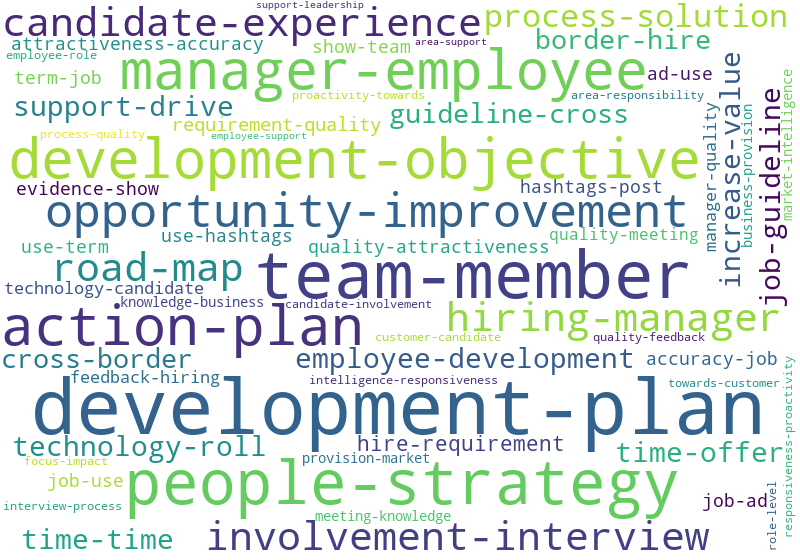 support-leadership
candidate-experience
process-solution
attractiveness-accuracy
show-team
area-support
border-hire
employee-role
manager-employee
term-job
ad-use
proactivity-towards
area-responsibility
support-drive
guideline-cross
requirement-quality
process-quality
employee-support
development-objective
evidence-show
hashtags-post
opportunity-improvement
manager-quality
increase-value
business-provision
job-guideline
market-intelligence
use-term
use-hashtags
quality-attractiveness
quality-meeting
road-map
team-member
technology-candidate
knowledge-business
candidate-involvement
action-plan
hiring-manager
customer-candidate
quality-feedback
cross-border
employee-development
accuracy-job
feedback-hiring
intelligence-responsiveness
towards-customer
development-plan
responsiveness-proactivity
technology-roll
hire-requirement
time-offer
focus-impact
provision-market
job-use
people-strategy
role-level
job-ad
interview-process
meeting-knowledge
time-time
involvement-interview